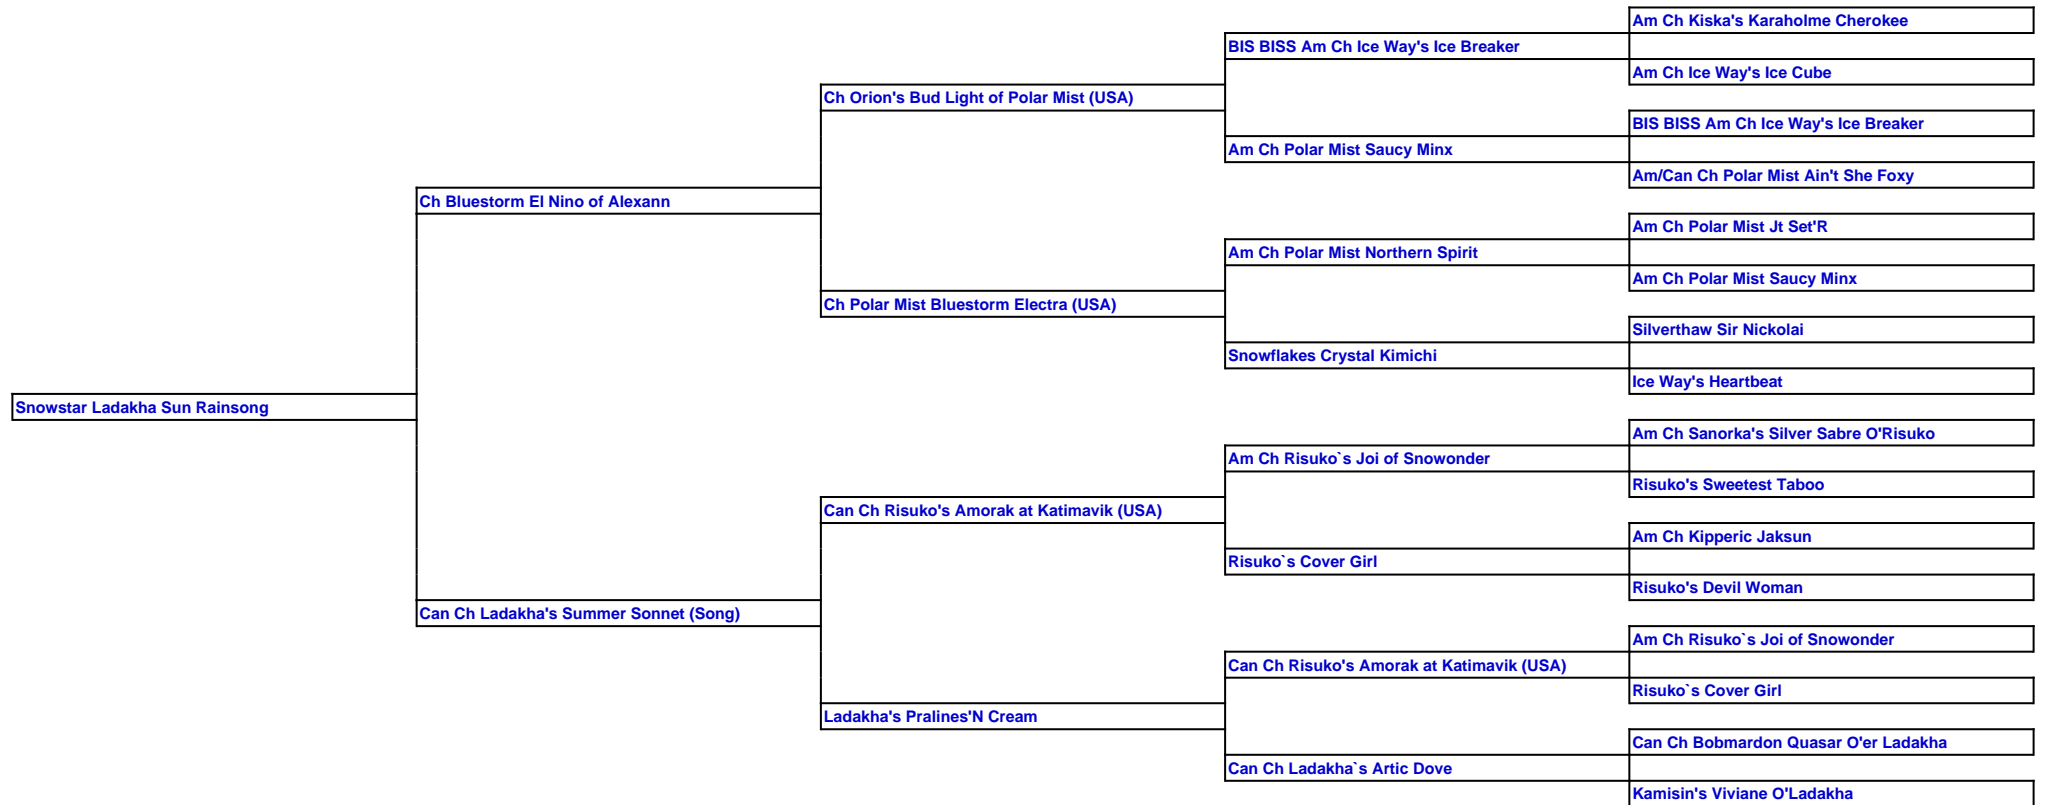 Am Ch Kiska's Karaholme Cherokee
BIS BISS Am Ch Ice Way's Ice Breaker
Am Ch Ice Way's Ice Cube
Ch Orion's Bud Light of Polar Mist (USA)
BIS BISS Am Ch Ice Way's Ice Breaker
Am Ch Polar Mist Saucy Minx
Am/Can Ch Polar Mist Ain't She Foxy
Ch Bluestorm El Nino of Alexann
Am Ch Polar Mist Jt Set'R
Am Ch Polar Mist Northern Spirit
Am Ch Polar Mist Saucy Minx
Ch Polar Mist Bluestorm Electra (USA)
Silverthaw Sir Nickolai
Snowflakes Crystal Kimichi
Ice Way's Heartbeat
Snowstar Ladakha Sun Rainsong
Am Ch Sanorka's Silver Sabre O'Risuko
Am Ch Risuko`s Joi of Snowonder
Risuko's Sweetest Taboo
Can Ch Risuko's Amorak at Katimavik (USA)
Am Ch Kipperic Jaksun
Risuko`s Cover Girl
Risuko's Devil Woman
Can Ch Ladakha's Summer Sonnet (Song)
Am Ch Risuko`s Joi of Snowonder
Can Ch Risuko's Amorak at Katimavik (USA)
Risuko`s Cover Girl
Ladakha's Pralines'N Cream
Can Ch Bobmardon Quasar O'er Ladakha
Can Ch Ladakha`s Artic Dove
Kamisin's Viviane O'Ladakha